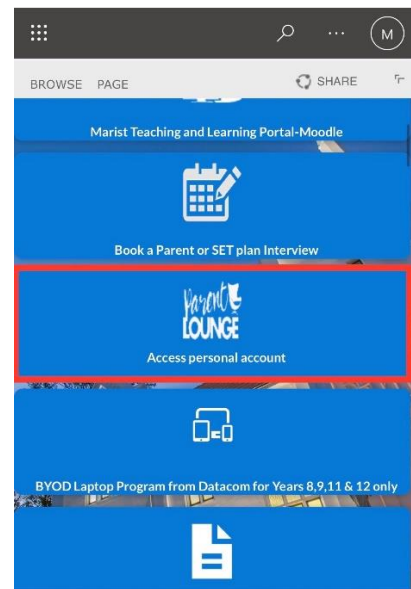 M
BROWSE PAGE SHARE
Marist Teaching and Learning Portal-Moodle
Book a Parent or SET plan Interview
Parent
LOUNGE
Access personal account
BYOD Laptop Program from Datacom for Years 8,9,11 & 12 only